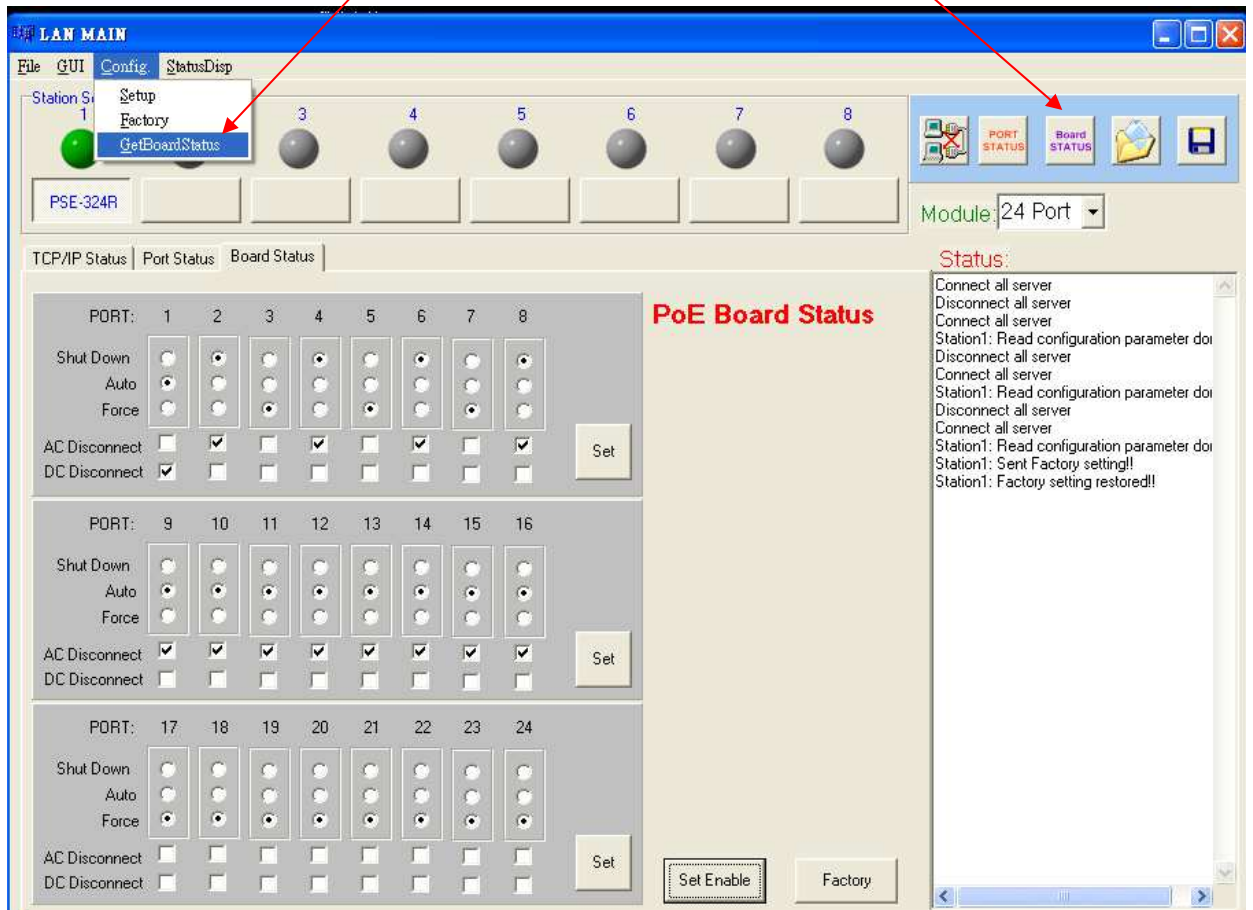 LAN MAIN
File GUI Config. StatusDisp
Setup
Factory
GetBoardStatus
Station S
1 3 4 5 6 7 8
PSE-324R
PORT STATUS
Board STATUS
Module: 24 Port
TCP/IP Status Port Status Board Status
Status:
PoE Board Status
PORT: 1 2 3 4 5 6 7 8
Shut Down
Auto
Force
AC Disconnect
DC Disconnect
Set
PORT: 9 10 11 12 13 14 15 16
Shut Down
Auto
Force
AC Disconnect
DC Disconnect
Set
PORT: 17 18 19 20 21 22 23 24
Shut Down
Auto
Force
AC Disconnect
DC Disconnect
Set
Set Enable
Factory
Connect all server
Disconnect all server
Connect all server
Station1: Read configuration parameter do
Disconnect all server
Connect all server
Station1: Read configuration parameter do
Disconnect all server
Connect all server
Station1: Read configuration parameter do
Station1: Sent Factory setting!!
Station1: Factory setting restored!!